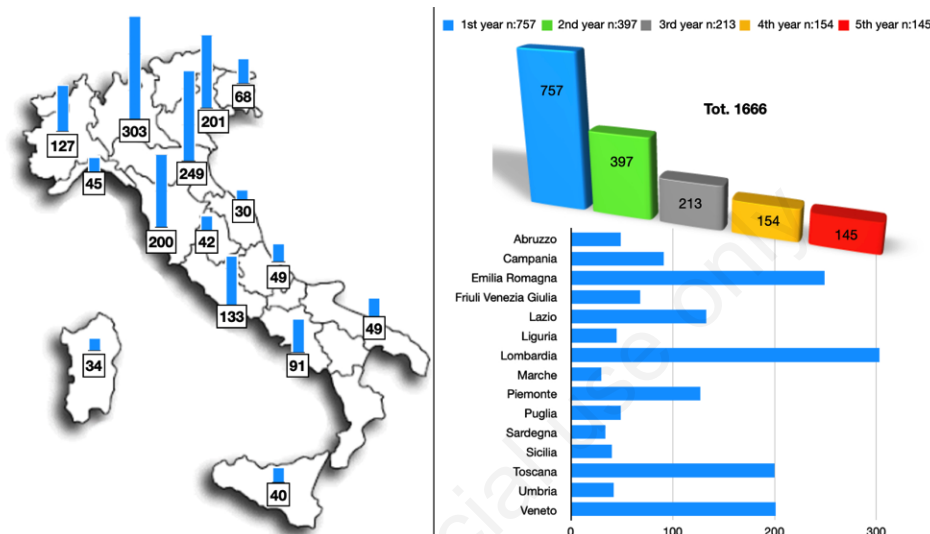 303
201
68
127
249
45
30
200
42
49
133
49
91
34
40
1st year n:757 2nd year n:397 3rd year n:213 4th year n:154 5th year n:145
757
Tot. 1666
397
213
154
145
Abruzzo
Campania
Emilia Romagna
Friuli Venezia Giulia
Lazio
Liguria
Lombardia
Marche
Piemonte
Puglia
Sardegna
Sicilia
Toscana
Umbria
Veneto
0 100 200 300
use only